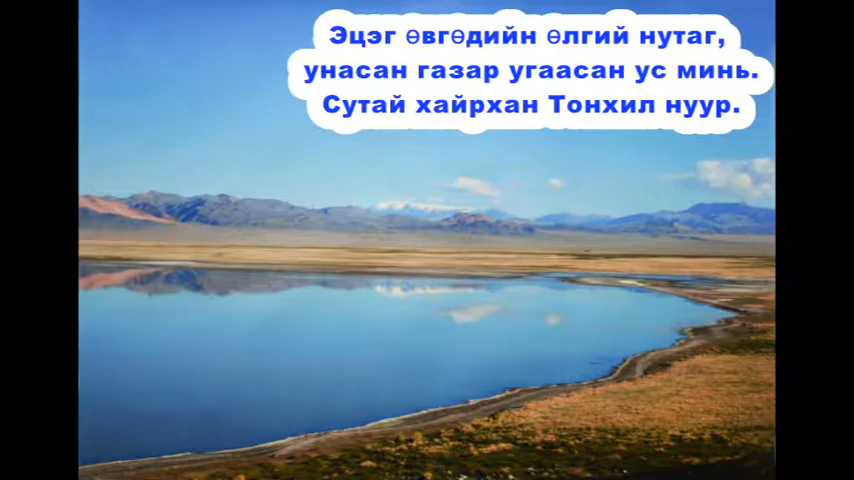 Эцэг өвгөдийн өлгий нутаг,
унасан газар угаасан ус минь.
Сутай хайрхан Тонхил нуур.